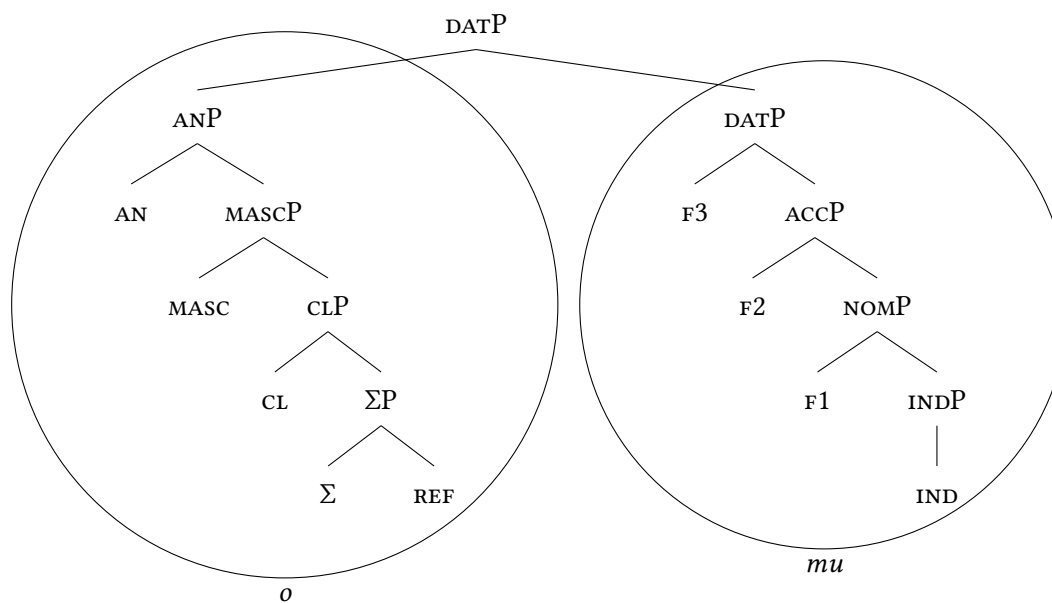 DATP
ANP DATP
AN MASCP F3 ACCP
MASC CLP F2 NOMP
CL ΣP F1 INDP
Σ REF IND
mu
o